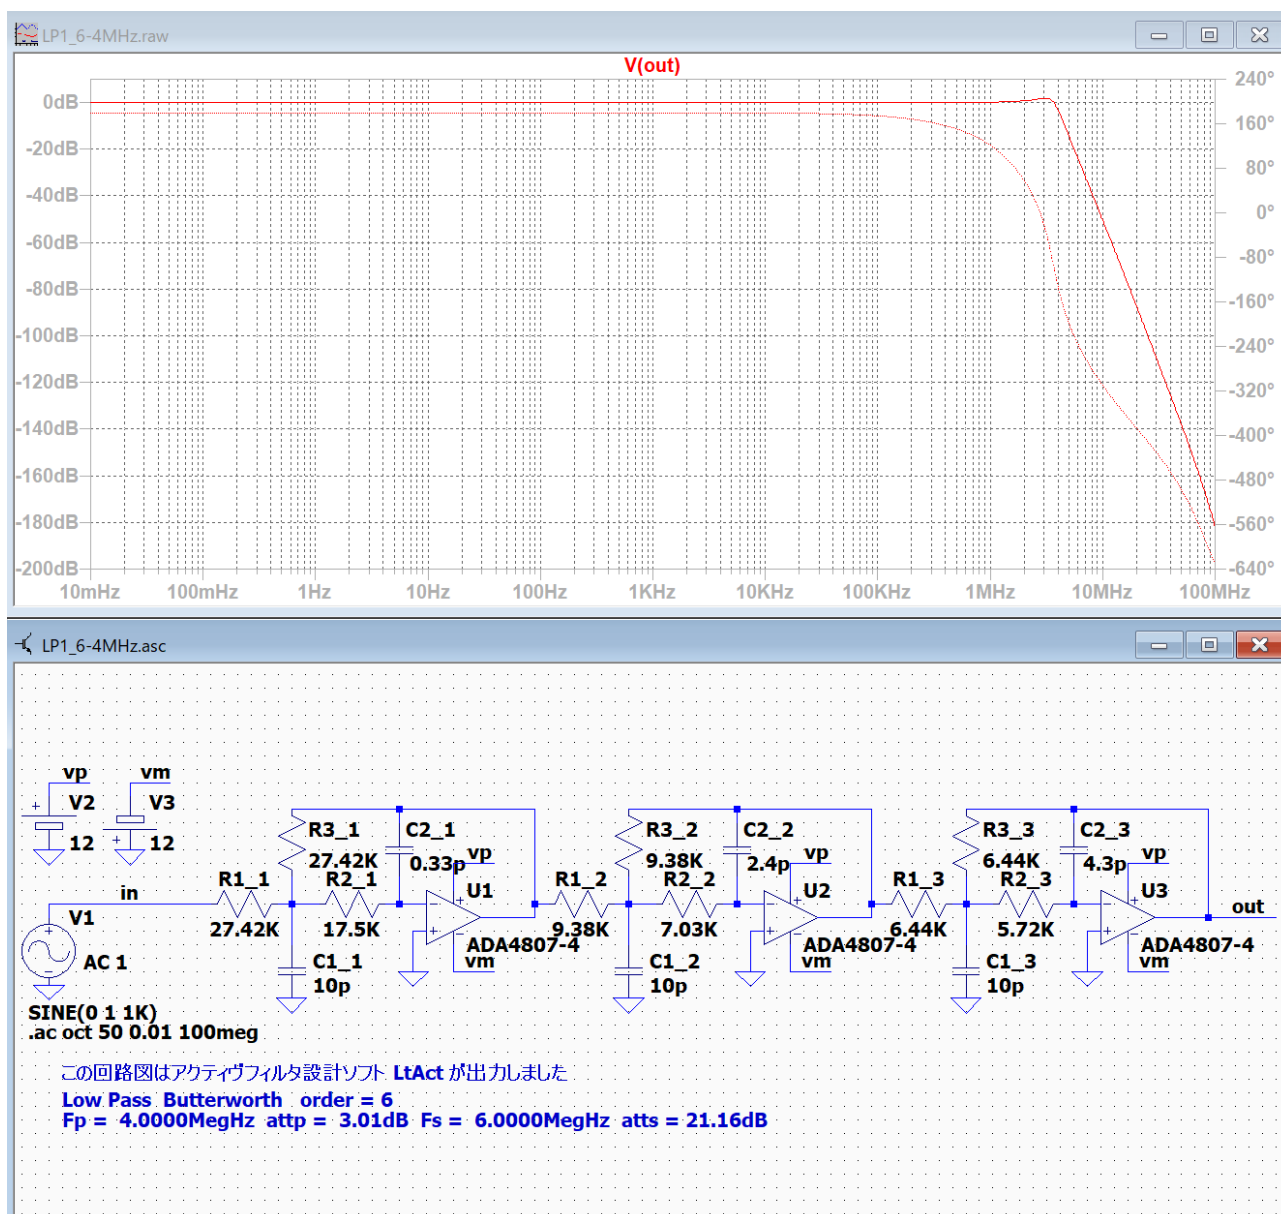 LP1_6-4MHz.raw
V(out)
0dB
-20dB
-40dB
-60dB
-80dB
-100dB
-120dB
-140dB
-160dB
-180dB
-200dB
240°
160°
80°
0°
-80°
-160°
-240°
-320°
-400°
-480°
-560°
-640°
10mHz 100mHz 1Hz 10Hz 100Hz 1KHz 10KHz 100KHz 1MHz 10MHz 100MHz
LP1_6-4MHz.asc
vp vm
V2 V3
12 12
R3_1 C2_1 R3_2 C2_2 R3_3 C2_3
27.42K 0.33p vp 9.38K 2.4p vp 6.44K 4.3p vp
in R1_1 R2_1 U1 R1_2 R2_2 U2 R1_3 R2_3 U3 out
V1 27.42K 17.5K 9.38K 7.03K 6.44K 5.72K
ADA4807-4 ADA4807-4 ADA4807-4
AC 1 C1_1 vm C1_2 vm C1_3 vm
10p 10p 10p
SINE(0 1 1K)
.ac oct 50 0.01 100meg
この回路図はアクティヴフィルタ設計ソフト LtAct が出力しました
Low Pass Butterworth order = 6
Fp = 4.0000MegHz attp = 3.01dB Fs = 6.0000MegHz atts = 21.16dB